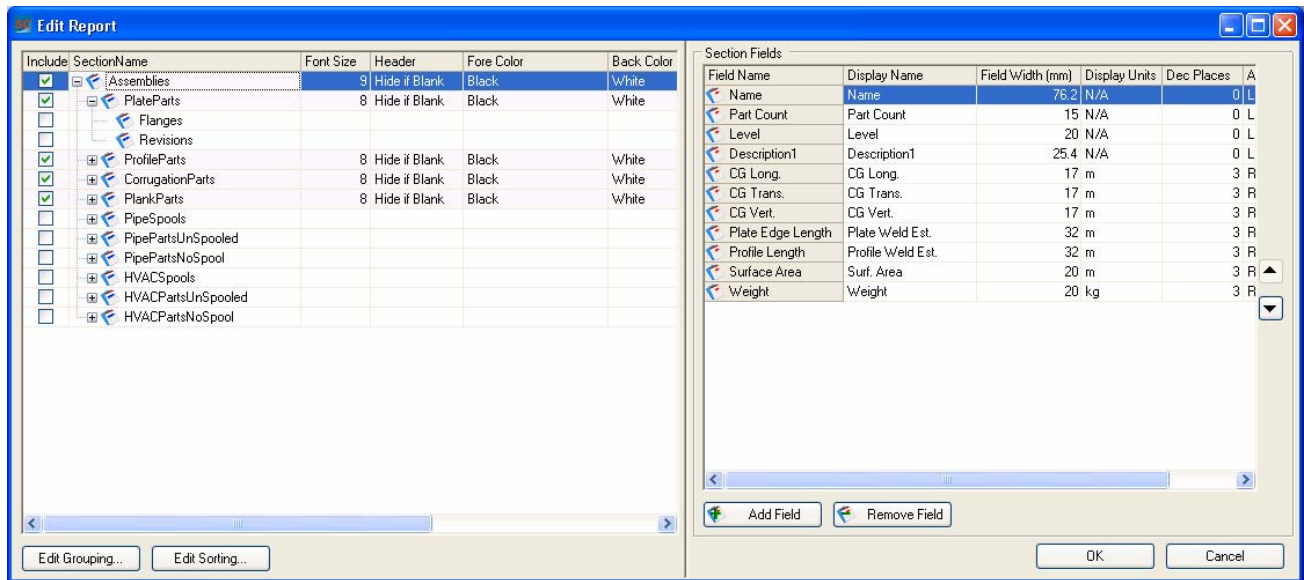 Edit Report
Include SectionName Font Size Header Fore Color Back Color
Assemblies 9 Hide if Blank Black White
PlateParts 8 Hide if Blank Black White
Flanges
Revisions
ProfileParts 8 Hide if Blank Black White
CorrugationParts 8 Hide if Blank Black White
PlankParts 8 Hide if Blank Black White
PipeSpools
PipePartsUnSpooled
PipePartsNoSpool
HVACSpools
HVACPartsUnSpooled
HVACPartsNoSpool
Edit Grouping... Edit Sorting...
Section Fields
Field Name Display Name Field Width (mm) Display Units Dec Places A
Name Name 76.2 N/A 0 L
Part Count Part Count 15 N/A 0 L
Level Level 20 N/A 0 L
Description1 Description1 25.4 N/A 0 L
CG Long. CG Long. 17 m 3 R
CG Trans. CG Trans. 17 m 3 R
CG Vert. CG Vert. 17 m 3 R
Plate Edge Length Plate Weld Est. 32 m 3 R
Profile Length Profile Weld Est. 32 m 3 R
Surface Area Surf. Area 20 m 3 R
Weight Weight 20 kg 3 R
Add Field Remove Field
OK Cancel